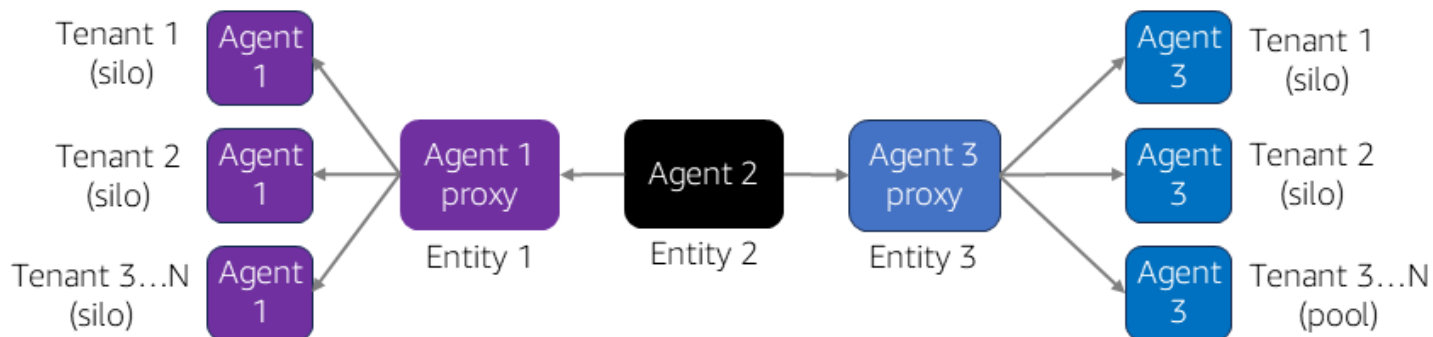 Tenant 1
(silo)
Agent
1
Tenant 2
(silo)
Agent
1
Tenant 3...N
(silo)
Agent
1
Agent 1
proxy
Entity 1
Agent 2
Entity 2
Agent 3
proxy
Entity 3
Agent
3
Tenant 1
(silo)
Agent
3
Tenant 2
(silo)
Agent
3
Tenant 3...N
(pool)